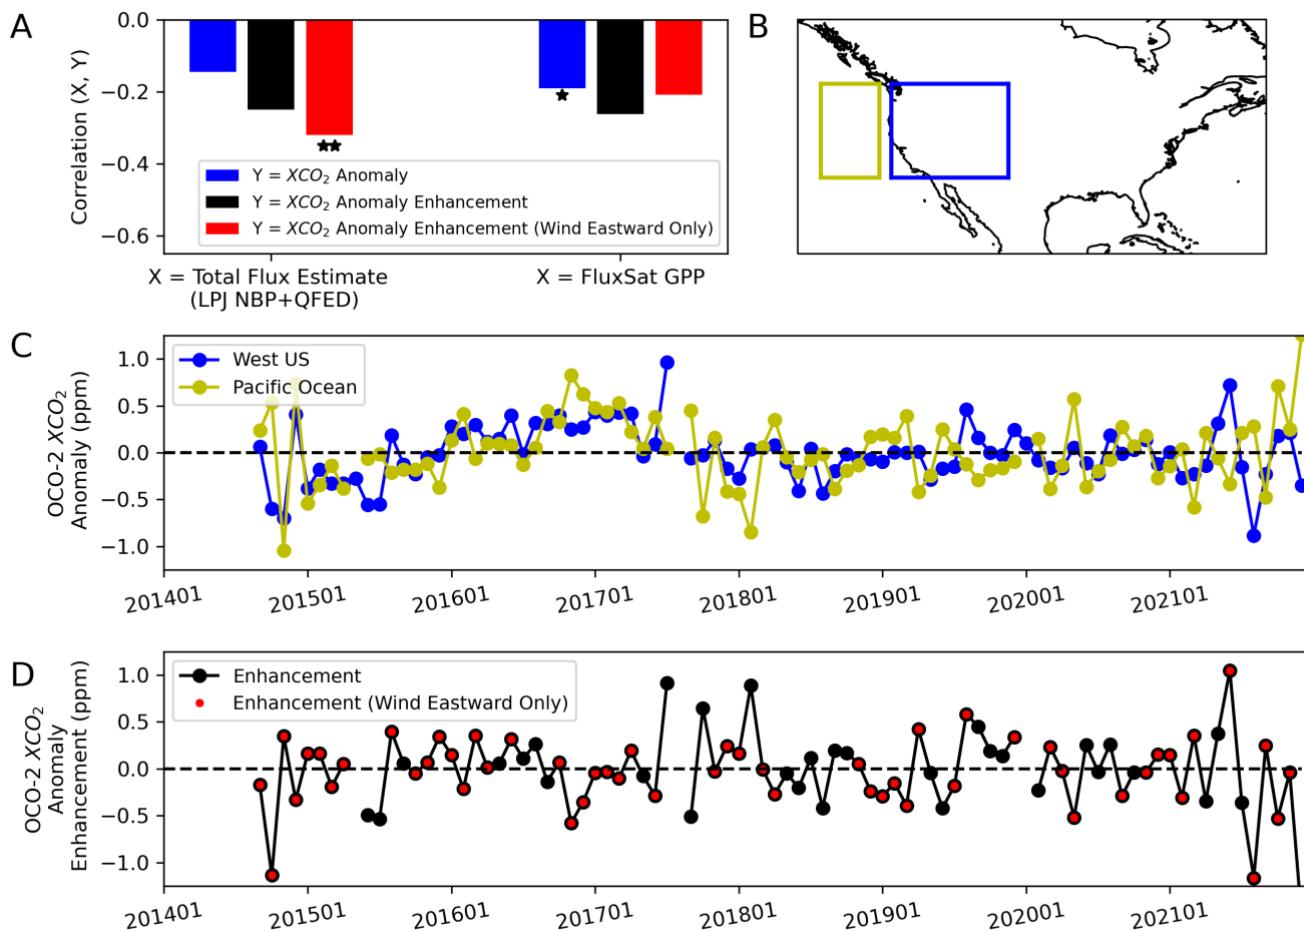 A
Correlation (X, Y)
0.0
−0.2
−0.4
−0.6
★★
★
Y = XCO₂ Anomaly
Y = XCO₂ Anomaly Enhancement
Y = XCO₂ Anomaly Enhancement (Wind Eastward Only)
X = Total Flux Estimate
(LPJ NBP+QFED)
X = FluxSat GPP
B
C
OCO-2 XCO₂
Anomaly (ppm)
1.0
0.5
0.0
−0.5
−1.0
West US
Pacific Ocean
201401
201501
201601
201701
201801
201901
202001
202101
D
OCO-2 XCO₂
Anomaly
Enhancement (ppm)
1.0
0.5
0.0
−0.5
−1.0
Enhancement
Enhancement (Wind Eastward Only)
201401
201501
201601
201701
201801
201901
202001
202101